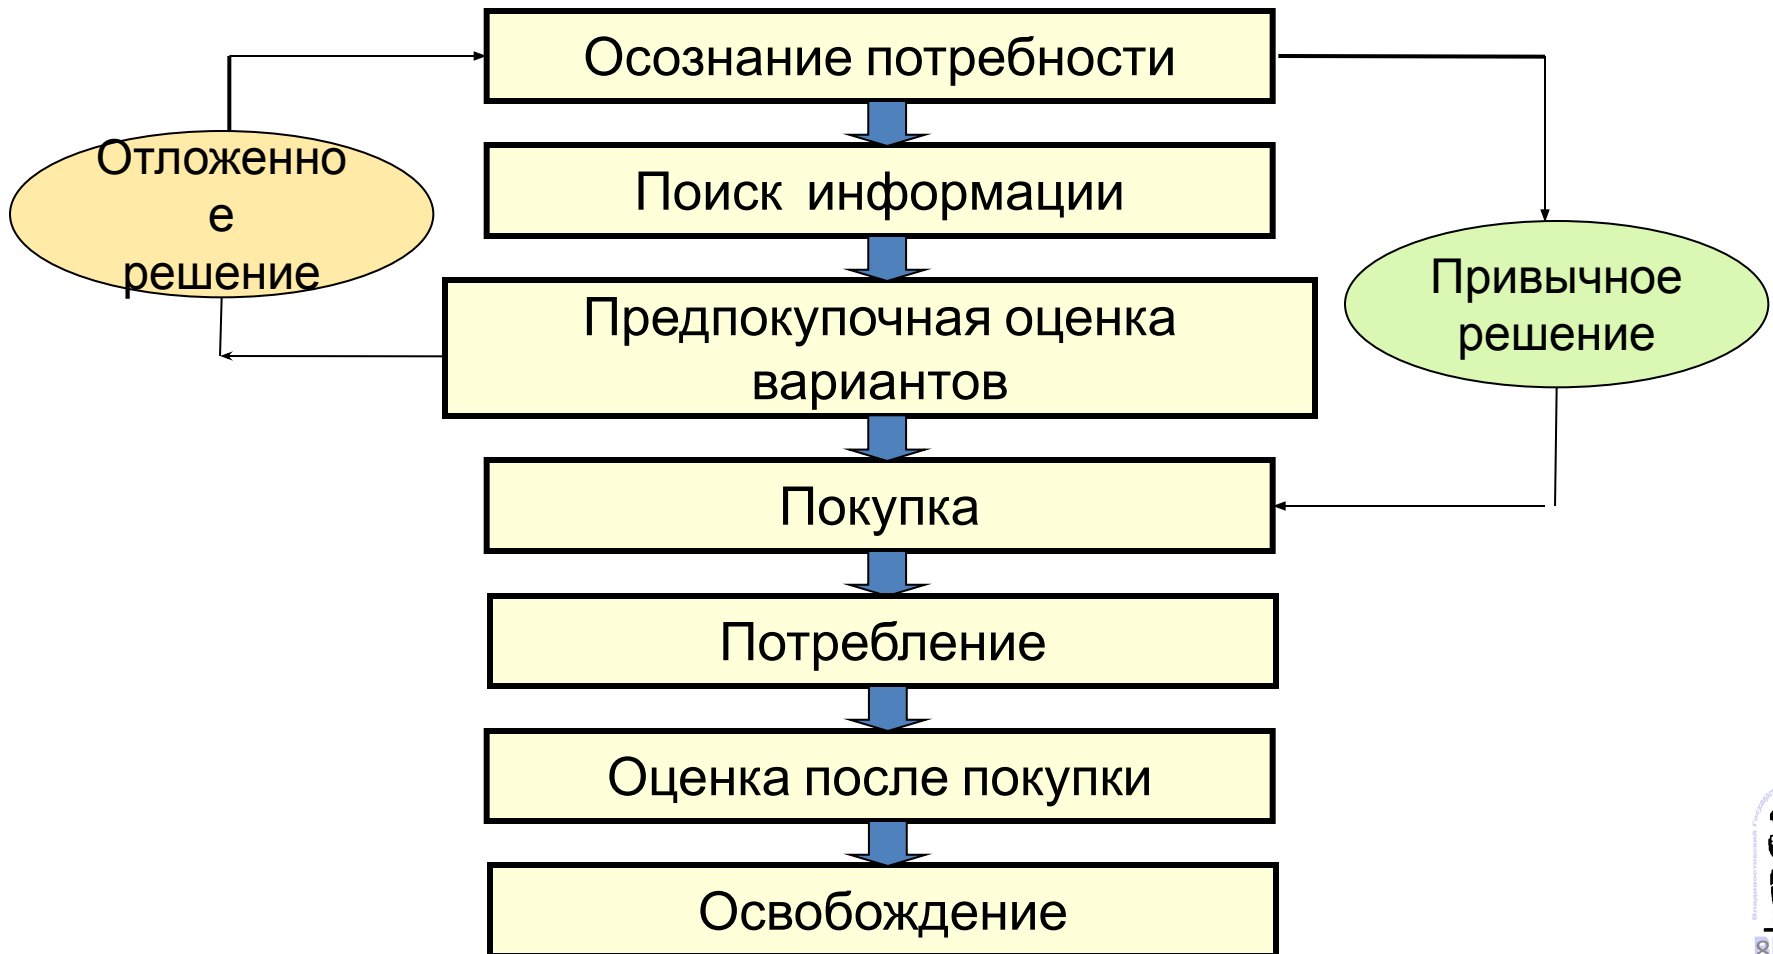 Осознание потребности
Отложенно
е
решение
Поиск информации
Привычное
решение
Предпокупочная оценка
вариантов
Покупка
Потребление
Оценка после покупки
Освобождение